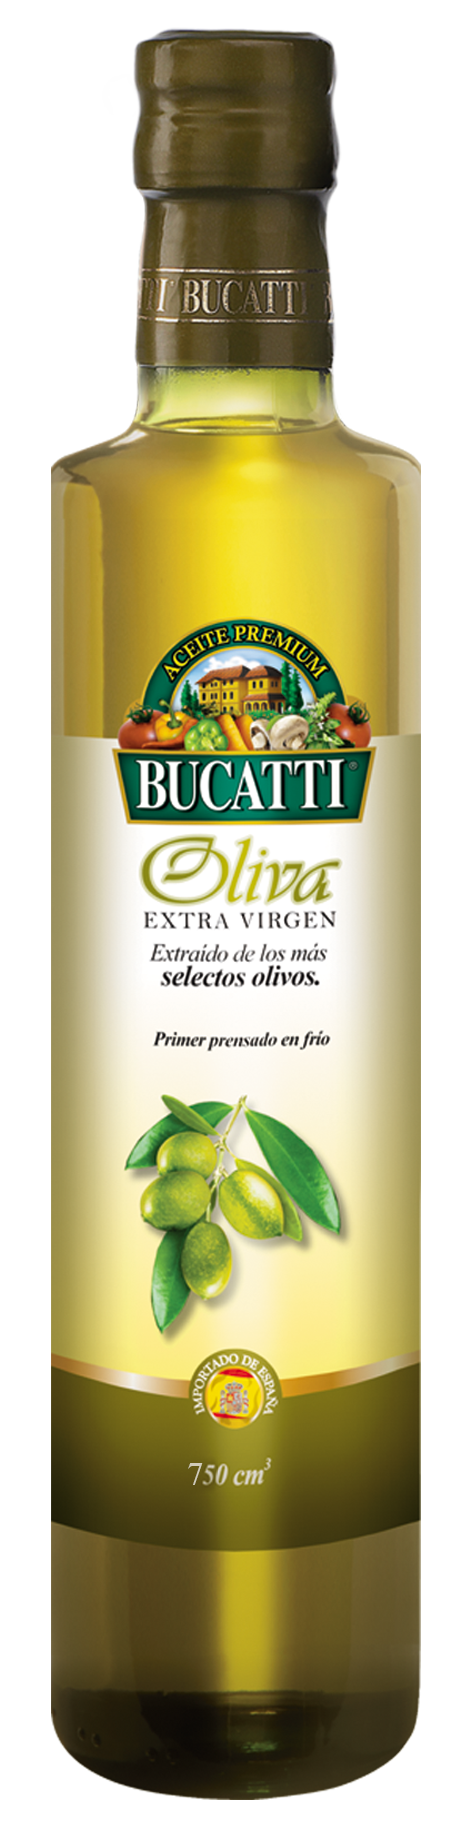 BUCATTI
ACEITE PREMIUM
BUCATTI®
Oliva
EXTRA VIRGEN
Extraído de los más
selectos olivos.
Primer prensado en frío
IMPORTADO DE ESPAÑA
750 cm³